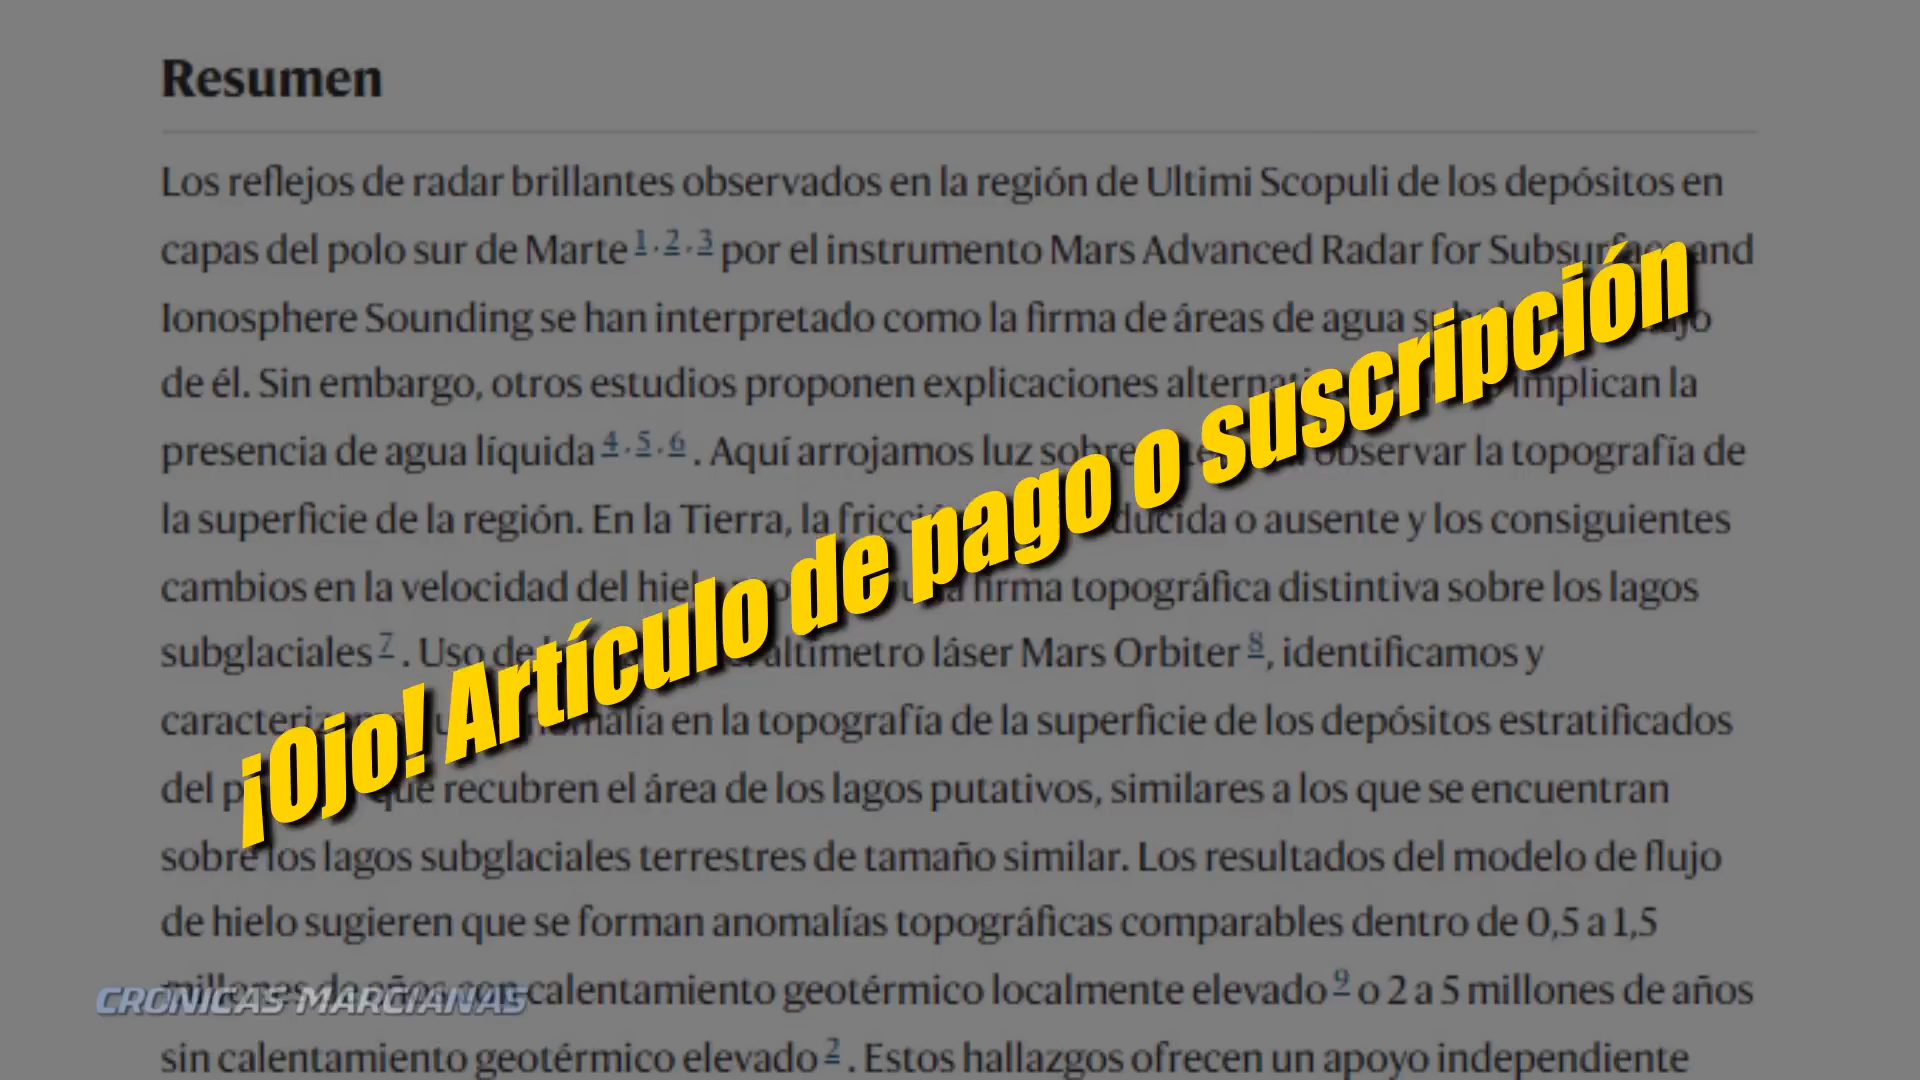 Resumen
Los reflejos de radar brillantes observados en la región de Ultimi Scopuli de los depósitos en
capas del polo sur de Marte 1, 2, 3 por el instrumento Mars Advanced Radar for Subsurface and
Ionosphere Sounding se han interpretado como la firma de áreas de agua
de él. Sin embargo, otros estudios proponen explicaciones implican la
presencia de agua líquida 4, 5, 6 . Aquí arrojamos luz sobre observar la topografía de
la superficie de la región. En la Tierra, la o ausente y los consiguientes
cambios en la velocidad del firma topográfica distintiva sobre los lagos
subglaciales 7 . Uso altímetro láser Mars Orbiter 8, identificamos y
en la topografía de la superficie de los depósitos estratificados
del que recubren el área de los lagos putativos, similares a los que se encuentran
sobre los lagos subglaciales terrestres de tamaño similar. Los resultados del modelo de flujo
de hielo sugieren que se forman anomalías topográficas comparables dentro de 0,5 a 1,5
millones de años con calentamiento geotérmico localmente elevado 9 o 2 a 5 millones de años
sin calentamiento geotérmico elevado 2 . Estos hallazgos ofrecen un apoyo independiente
¡Ojo! Artículo de pago o suscripción
CRÓNICAS MARCIANAS